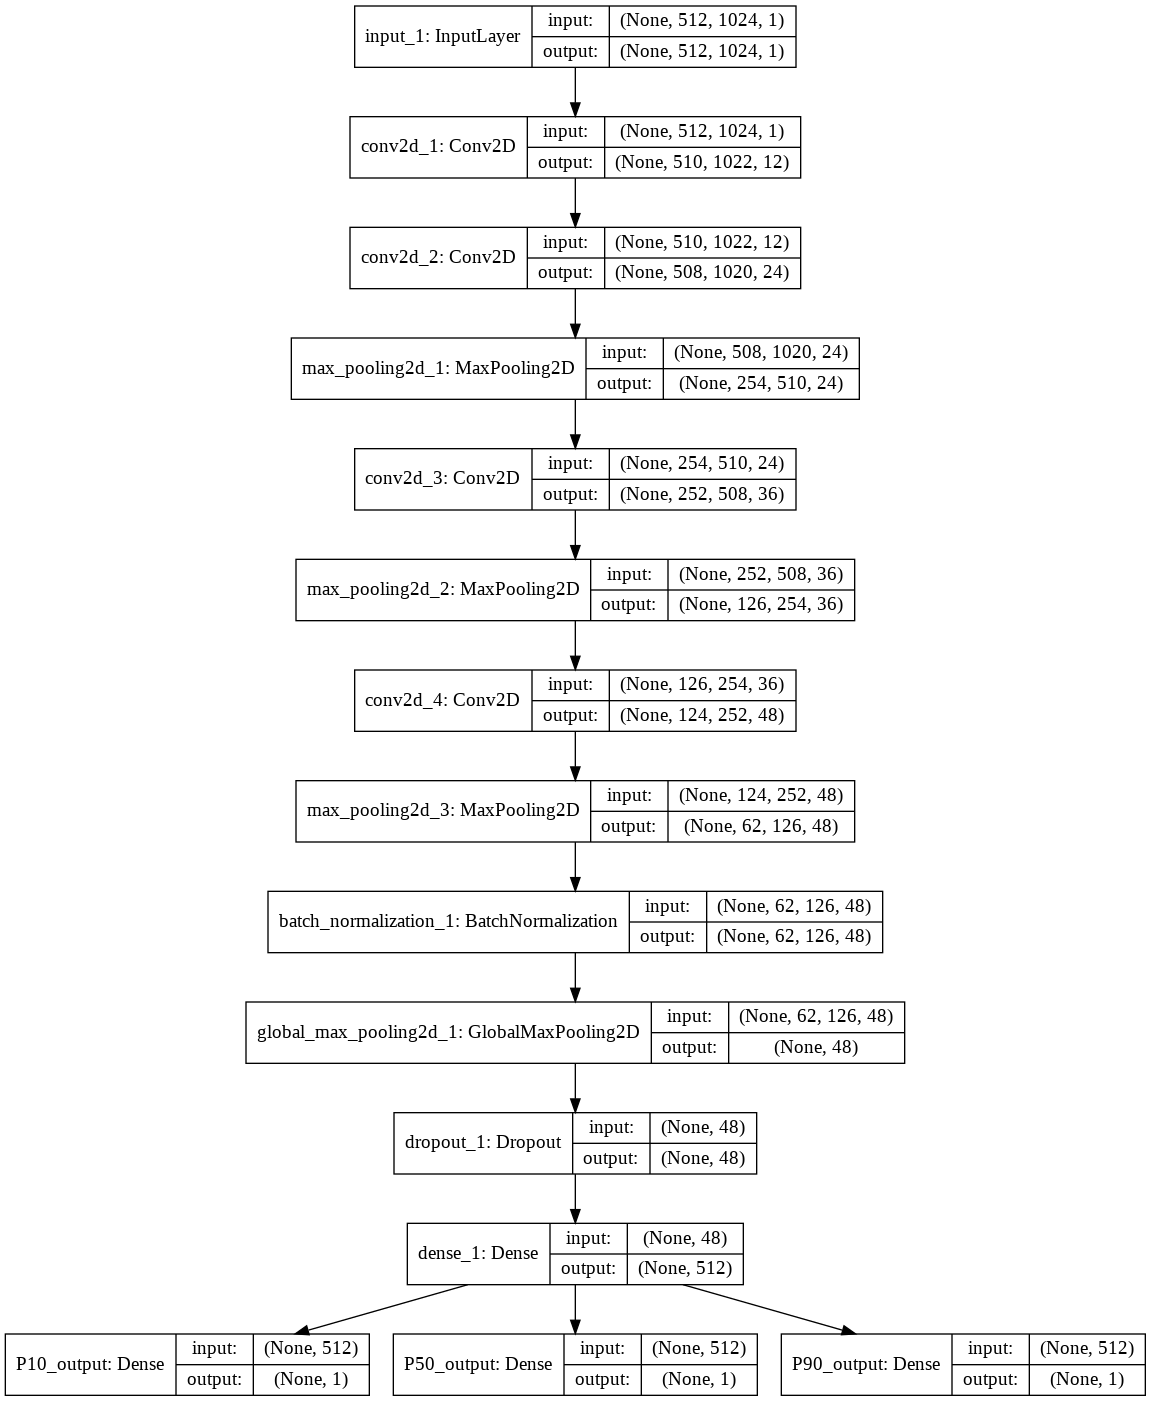 input_1: InputLayer
input:
(None, 512, 1024, 1)
output:
(None, 512, 1024, 1)
conv2d_1: Conv2D
input:
(None, 512, 1024, 1)
output:
(None, 510, 1022, 12)
conv2d_2: Conv2D
input:
(None, 510, 1022, 12)
output:
(None, 508, 1020, 24)
max_pooling2d_1: MaxPooling2D
input:
(None, 508, 1020, 24)
output:
(None, 254, 510, 24)
conv2d_3: Conv2D
input:
(None, 254, 510, 24)
output:
(None, 252, 508, 36)
max_pooling2d_2: MaxPooling2D
input:
(None, 252, 508, 36)
output:
(None, 126, 254, 36)
conv2d_4: Conv2D
input:
(None, 126, 254, 36)
output:
(None, 124, 252, 48)
max_pooling2d_3: MaxPooling2D
input:
(None, 124, 252, 48)
output:
(None, 62, 126, 48)
batch_normalization_1: BatchNormalization
input:
(None, 62, 126, 48)
output:
(None, 62, 126, 48)
global_max_pooling2d_1: GlobalMaxPooling2D
input:
(None, 62, 126, 48)
output:
(None, 48)
dropout_1: Dropout
input:
(None, 48)
output:
(None, 48)
dense_1: Dense
input:
(None, 48)
output:
(None, 512)
P10_output: Dense
input:
(None, 512)
output:
(None, 1)
P50_output: Dense
input:
(None, 512)
output:
(None, 1)
P90_output: Dense
input:
(None, 512)
output:
(None, 1)